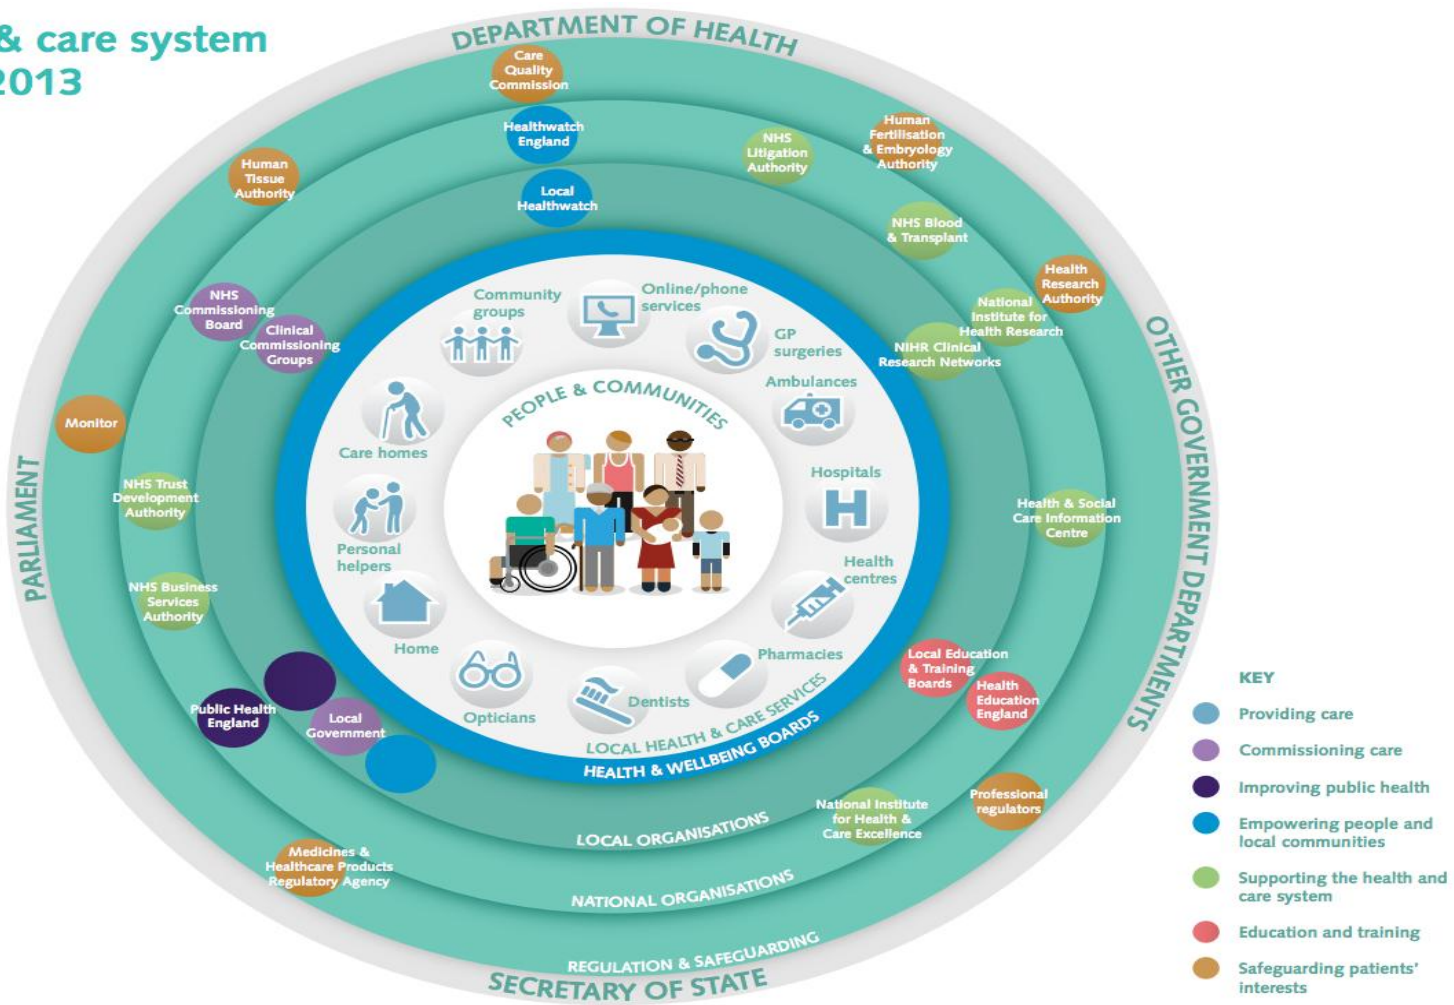 & care system
2013
DEPARTMENT OF HEALTH
Care
Quality
Commission
Healthwatch
England
Local
Healthwatch
NHS
Litigation
Authority
Human
Fertilisation
& Embryology
Authority
Human
Tissue
Authority
NHS Blood
& Transplant
Health
Research
Authority
National
Institute for
Health Research
NIHR Clinical
Research Networks
NHS
Commissioning
Board
Clinical
Commissioning
Groups
Community
groups
Online/phone
services
GP
surgeries
Ambulances
PEOPLE & COMMUNITIES
Care homes
Hospitals
Monitor
PARLIAMENT
OTHER GOVERNMENT DEPARTMENTS
NHS Trust
Development
Authority
Health & Social
Care Information
Centre
Personal
helpers
Health
centres
NHS Business
Services
Authority
Home
Pharmacies
Opticians
Dentists
LOCAL HEALTH & CARE SERVICES
HEALTH & WELLBEING BOARDS
Local Education
& Training
Boards
Health
Education
England
Public Health
England
Local
Government
National Institute
for Health &
Care Excellence
Professional
regulators
Medicines &
Healthcare Products
Regulatory Agency
LOCAL ORGANISATIONS
NATIONAL ORGANISATIONS
REGULATION & SAFEGUARDING
SECRETARY OF STATE
KEY
Providing care
Commissioning care
Improving public health
Empowering people and
local communities
Supporting the health and
care system
Education and training
Safeguarding patients'
interests